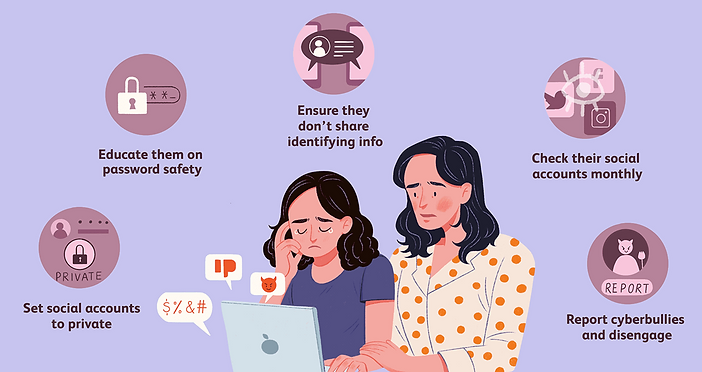 Ensure they
don't share
identifying info
Educate them on
password safety
* * _
Check their social
accounts monthly
PRIVATE
Set social accounts
to private
$%&#
REPORT
Report cyberbullies
and disengage